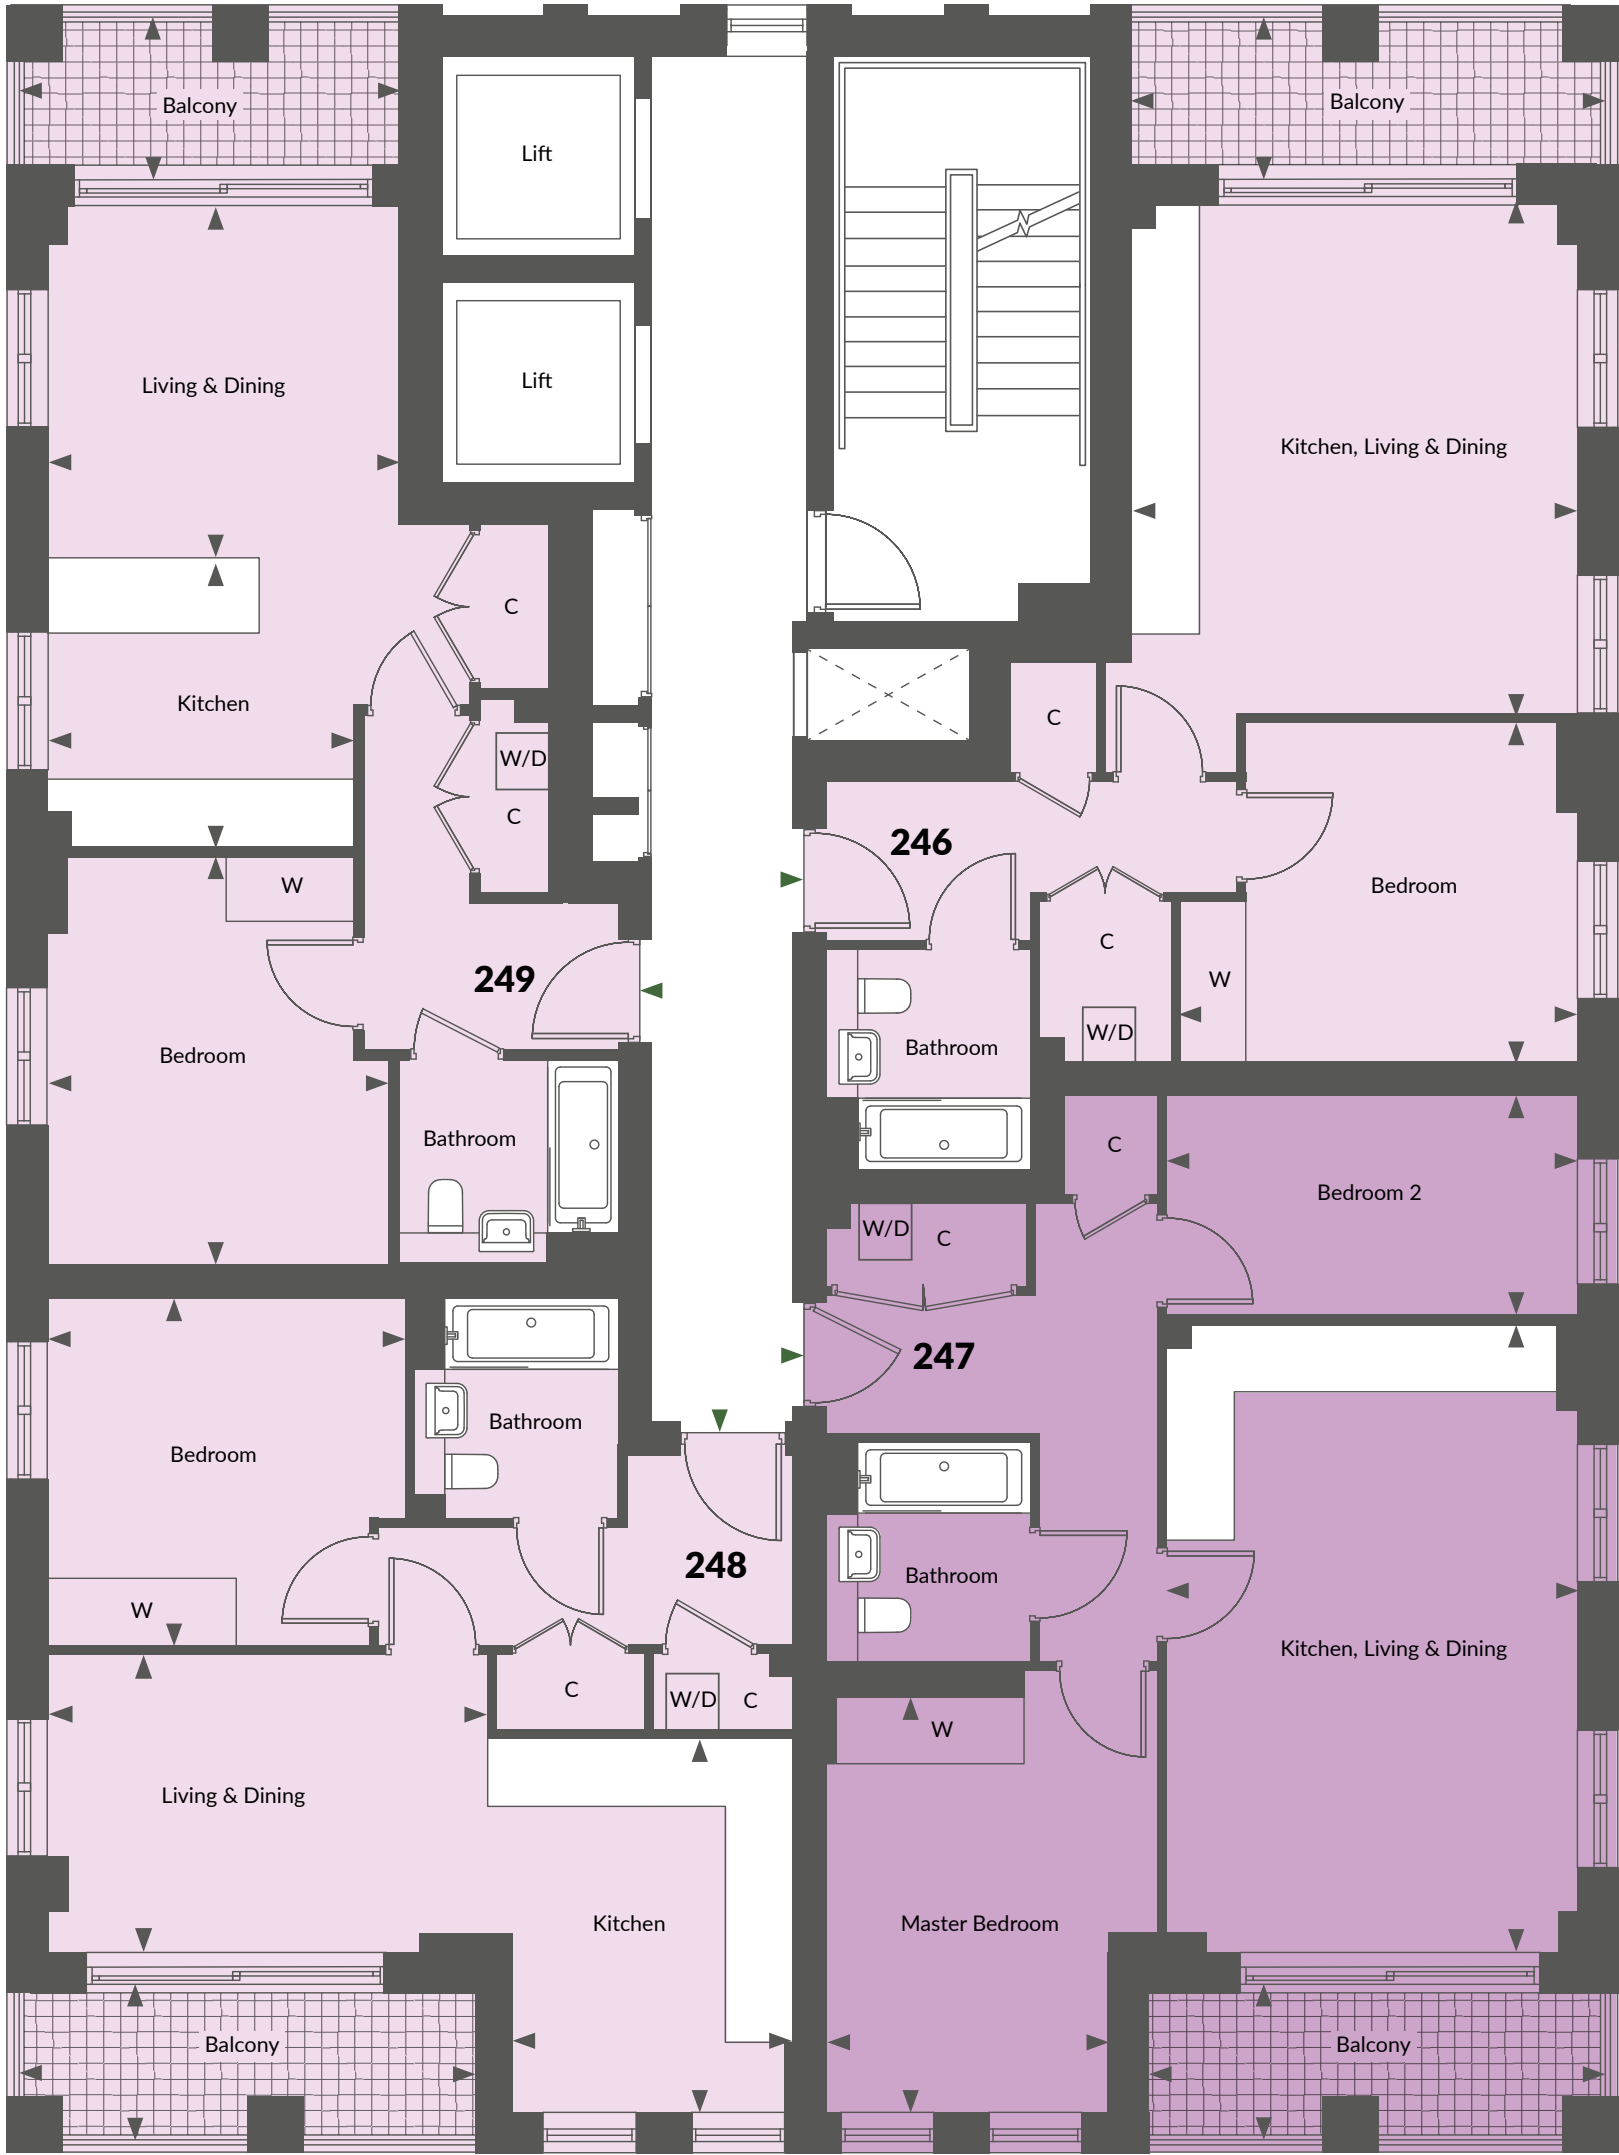 Balcony
Lift
Balcony
Lift
Living & Dining
Kitchen, Living & Dining
C
Kitchen
C
W/D
C
246
W
Bedroom
C
249
W
W/D
Bedroom
Bathroom
Bathroom
C
Bedroom 2
W/D
C
247
Bathroom
Bedroom
248
Bathroom
W
Kitchen, Living & Dining
C
W/D
C
W
Living & Dining
Kitchen
Master Bedroom
Balcony
Balcony